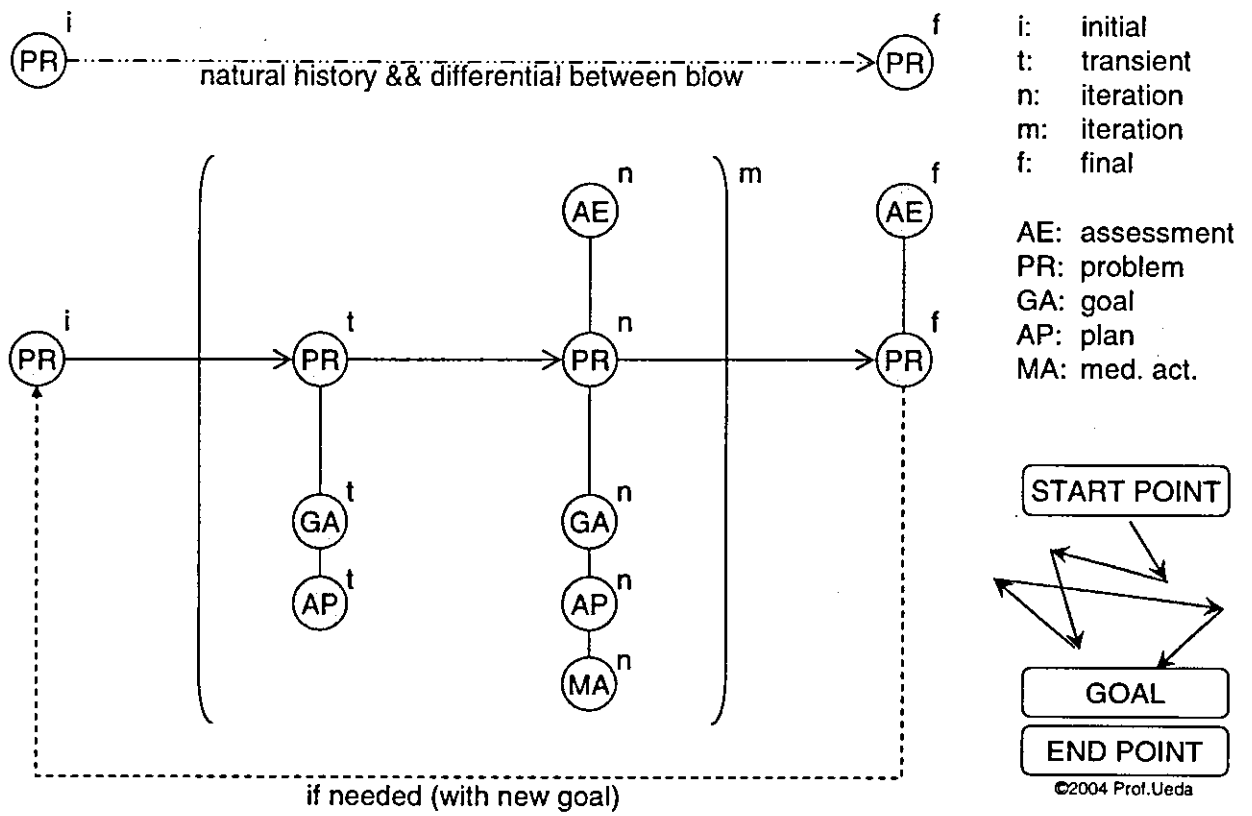 i
PR
f
PR
natural history && differential between blow
i: initial
t: transient
n: iteration
m: iteration
f: final
AE: assessment
PR: problem
GA: goal
AP: plan
MA: med. act.
n
AE
m
f
AE
i
PR
t
PR
n
PR
f
PR
t
GA
n
GA
t
AP
n
AP
n
MA
if needed (with new goal)
START POINT
GOAL
END POINT
©2004 Prof.Ueda